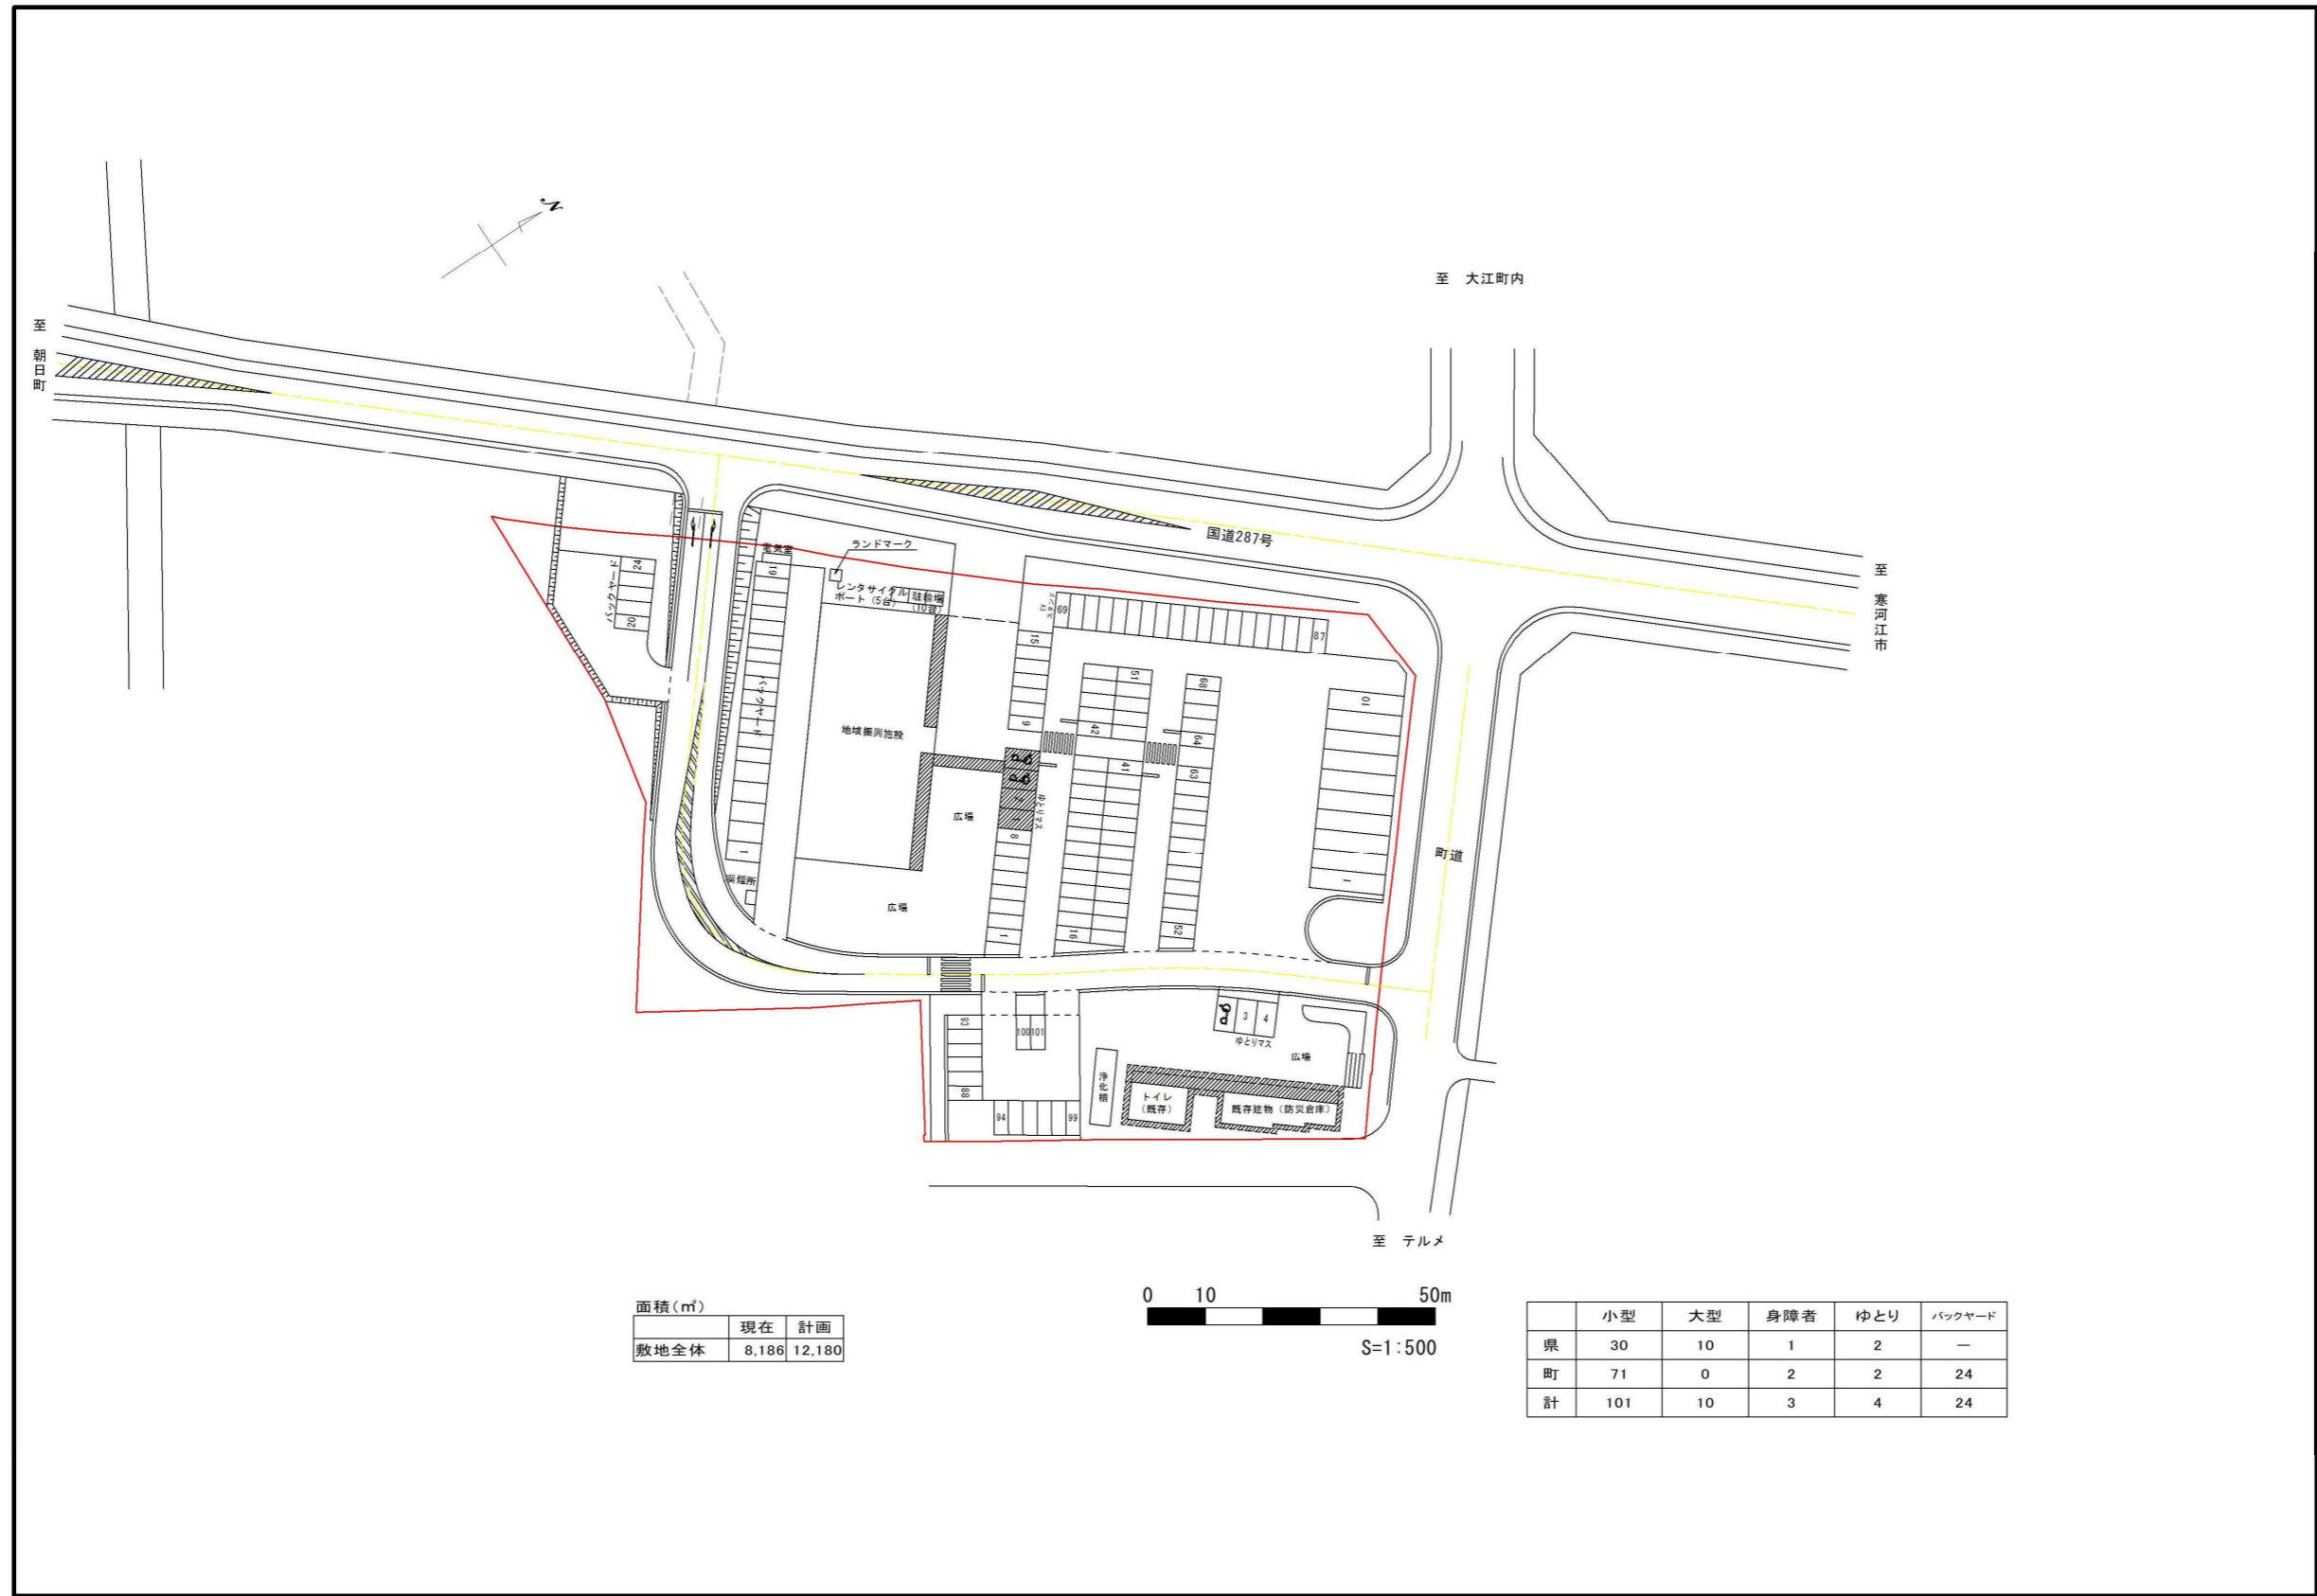 N
至 大江町内
至 朝日町
国道287号
至 寒河江市
電気室
ランドマーク
レンタサイクル
ポート（5台）
駐輪場
（10台）
バックヤード
24
20
19
バックヤード
1
喫煙所
地域振興施設
広場
広場
15
9
2
1
ゆとりマス
8
1
69
87
51
42
41
16
68
64
63
52
10
1
町道
93
88
94
99
100
101
浄化槽
トイレ
（既存）
既存建物（防災倉庫）
3
4
ゆとりマス
広場
至 テルメ
面積（㎡）
現在 計画
敷地全体 8,186 12,180
0 10 50m
S=1:500
小型 大型 身障者 ゆとり バックヤード
県 30 10 1 2 －
町 71 0 2 2 24
計 101 10 3 4 24